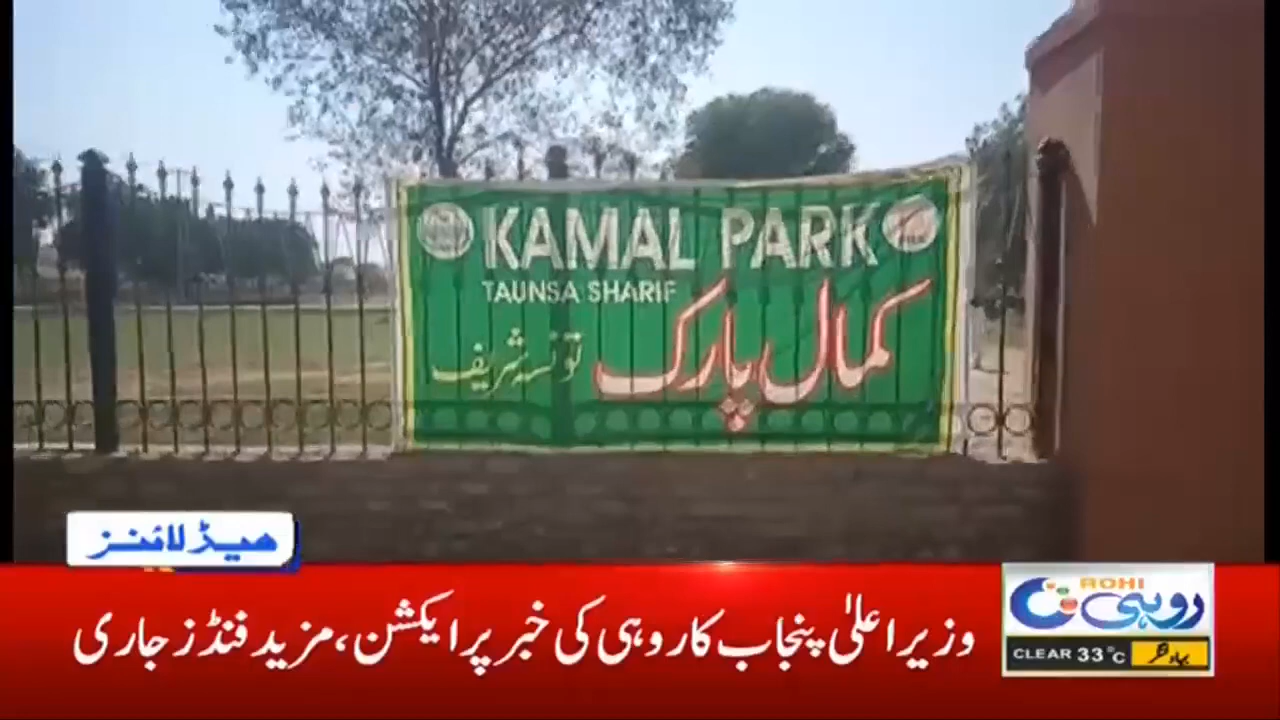 KAMAL PARK
TAUNSA SHARIF
کمال پارک
تونسہ شریف
ہیڈ لائنز
وزیراعلیٰ پنجاب کا روہی کی خبر پر ایکشن، مزید فنڈز جاری
ROHI
روہی
CLEAR 33°C
بہاولنگر